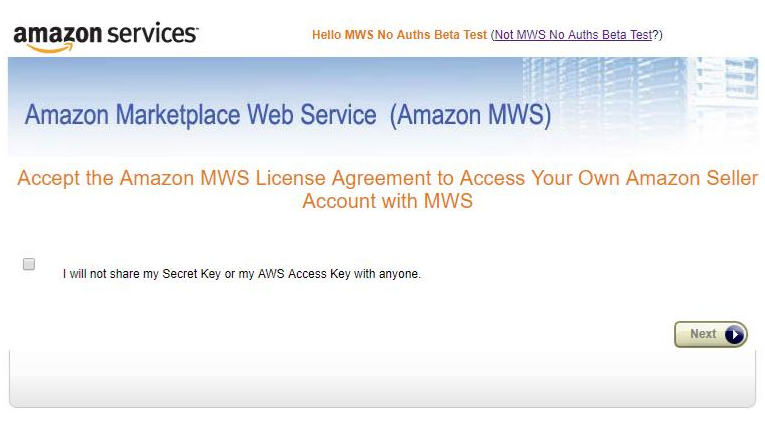 amazon services
Hello MWS No Auths Beta Test (Not MWS No Auths Beta Test?)
Amazon Marketplace Web Service (Amazon MWS)
Accept the Amazon MWS License Agreement to Access Your Own Amazon Seller
Account with MWS
I will not share my Secret Key or my AWS Access Key with anyone.
Next